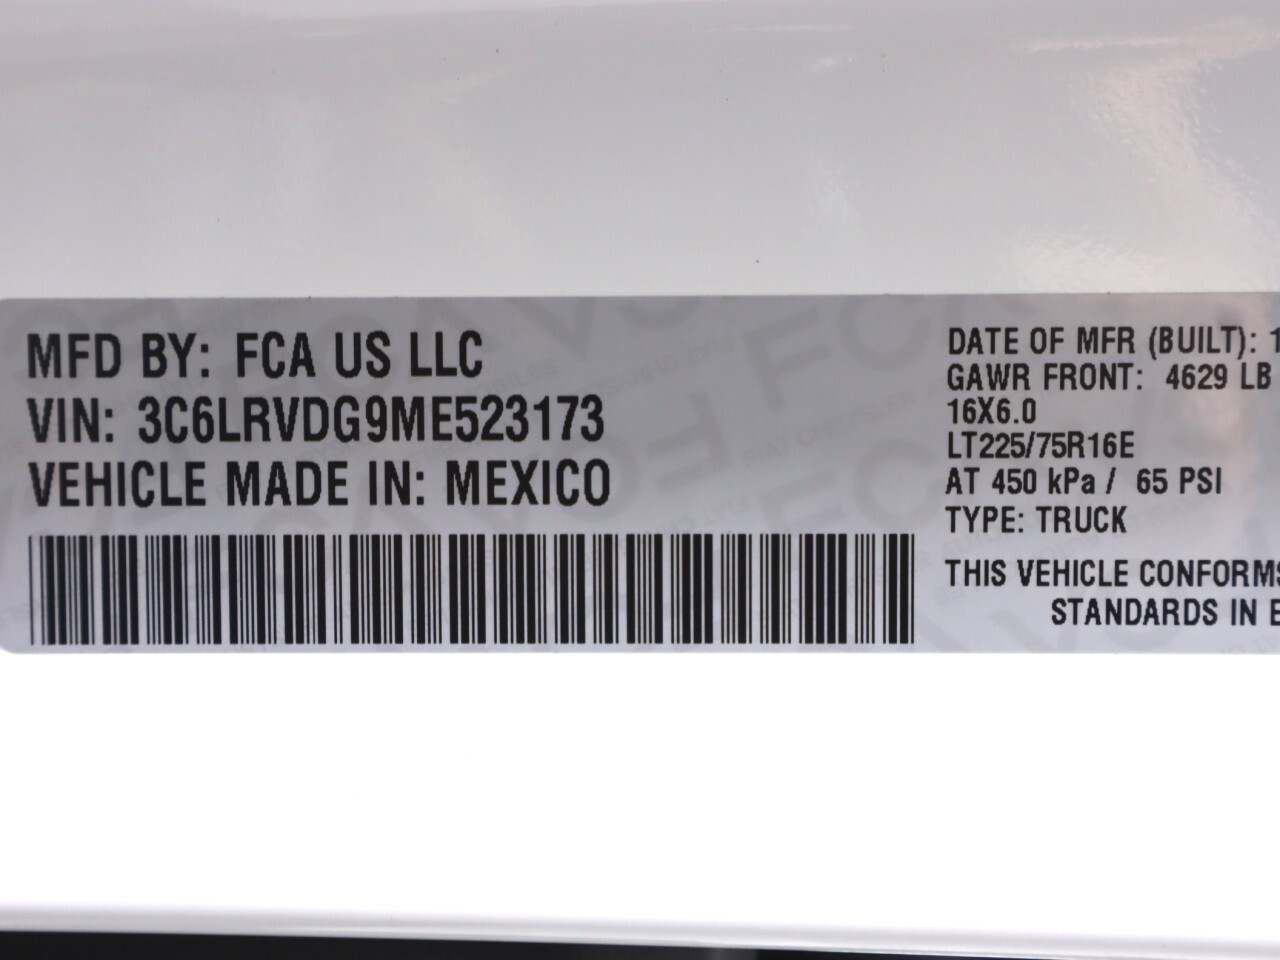 MFD BY: FCA US LLC
VIN: 3C6LRVDG9ME523173
VEHICLE MADE IN: MEXICO
DATE OF MFR (BUILT): 1
GAWR FRONT: 4629 LB
16X6.0
LT225/75R16E
AT 450 kPa / 65 PSI
TYPE: TRUCK
THIS VEHICLE CONFORMS
STANDARDS IN E